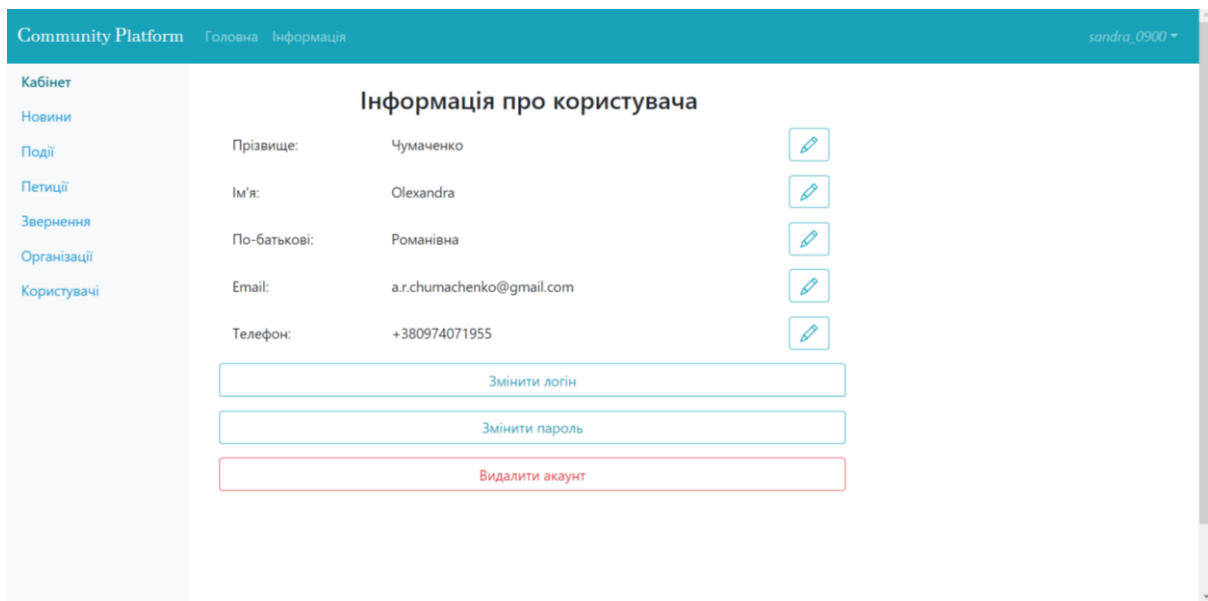 Community Platform Головна Інформація sandra_0900
Кабінет
Новини
Події
Петиції
Звернення
Організації
Користувачі
Інформація про користувача
Прізвище: Чумаченко
Ім'я: Olexandra
По-батькові: Романівна
Email: a.r.chumachenko@gmail.com
Телефон: +380974071955
Змінити логін
Змінити пароль
Видалити акаунт